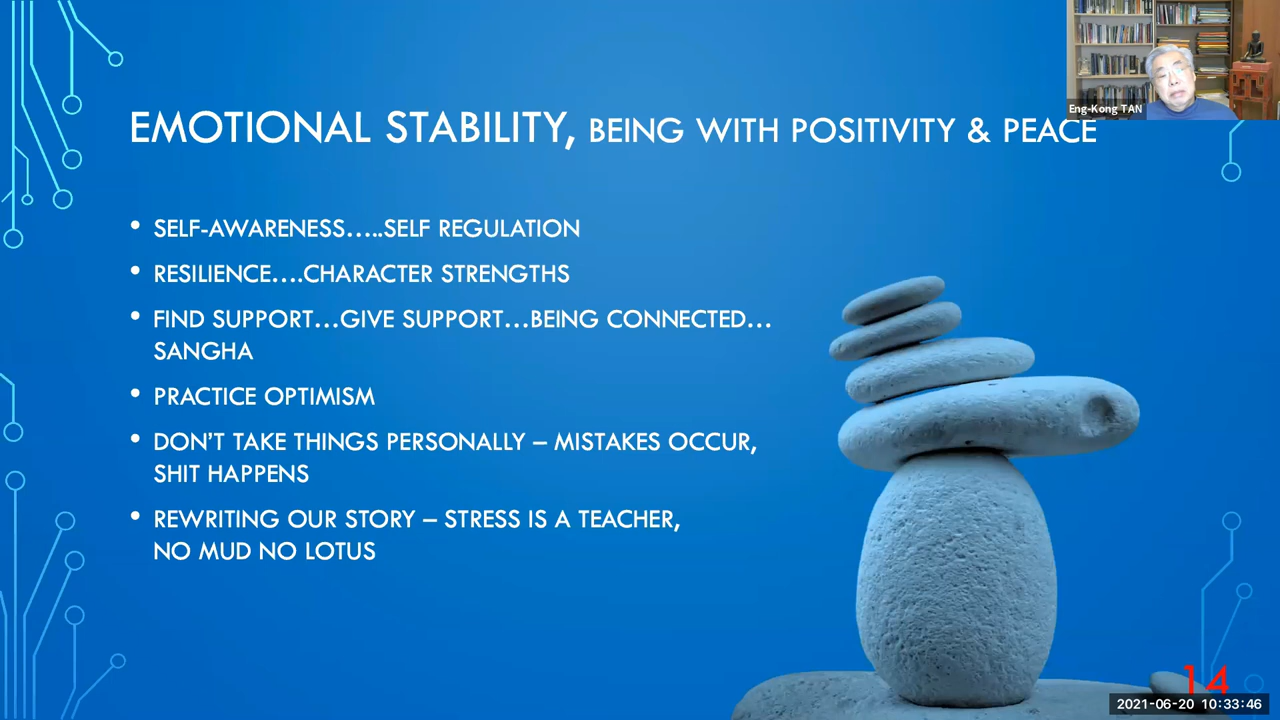 Eng-Kong TAN
EMOTIONAL STABILITY, BEING WITH POSITIVITY & PEACE
• SELF-AWARENESS…..SELF REGULATION
• RESILIENCE….CHARACTER STRENGTHS
• FIND SUPPORT…GIVE SUPPORT…BEING CONNECTED…
SANGHA
• PRACTICE OPTIMISM
• DON’T TAKE THINGS PERSONALLY – MISTAKES OCCUR,
SHIT HAPPENS
• REWRITING OUR STORY – STRESS IS A TEACHER,
NO MUD NO LOTUS
14
2021-06-20 10:33:46